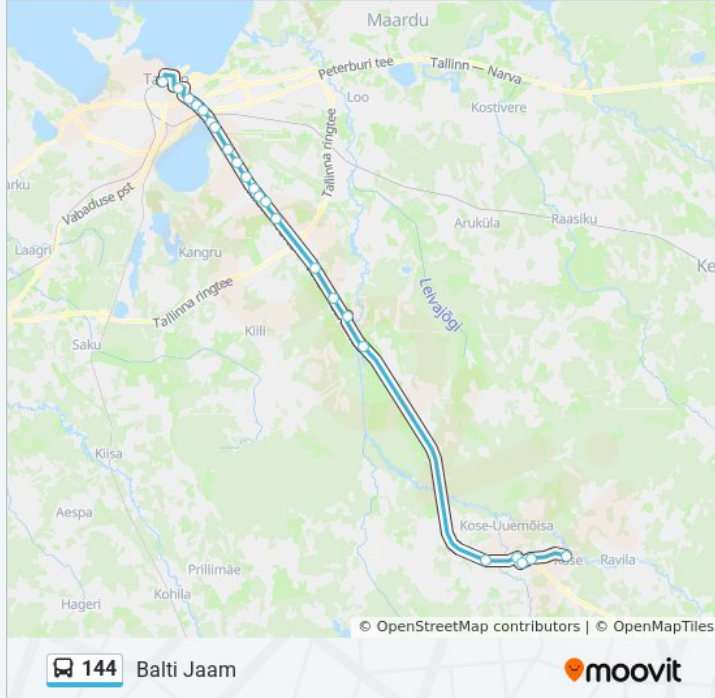 Maardu
Peterburi tee
Tallinn — Narva
Loo
Kostivere
Tallinna ringtee
Vabaduse pst
Laagri
Kangru
Aruküla
Raasiku
Leivajõgi
Tallinna ringtee
Kiili
Saku
Kiisa
Aespa
Prillimäe
Kohila
Hageri
Kose-Uuemõisa
Kose
Ravila
© OpenStreetMap contributors | © OpenMapTiles
144 Balti Jaam
moovit